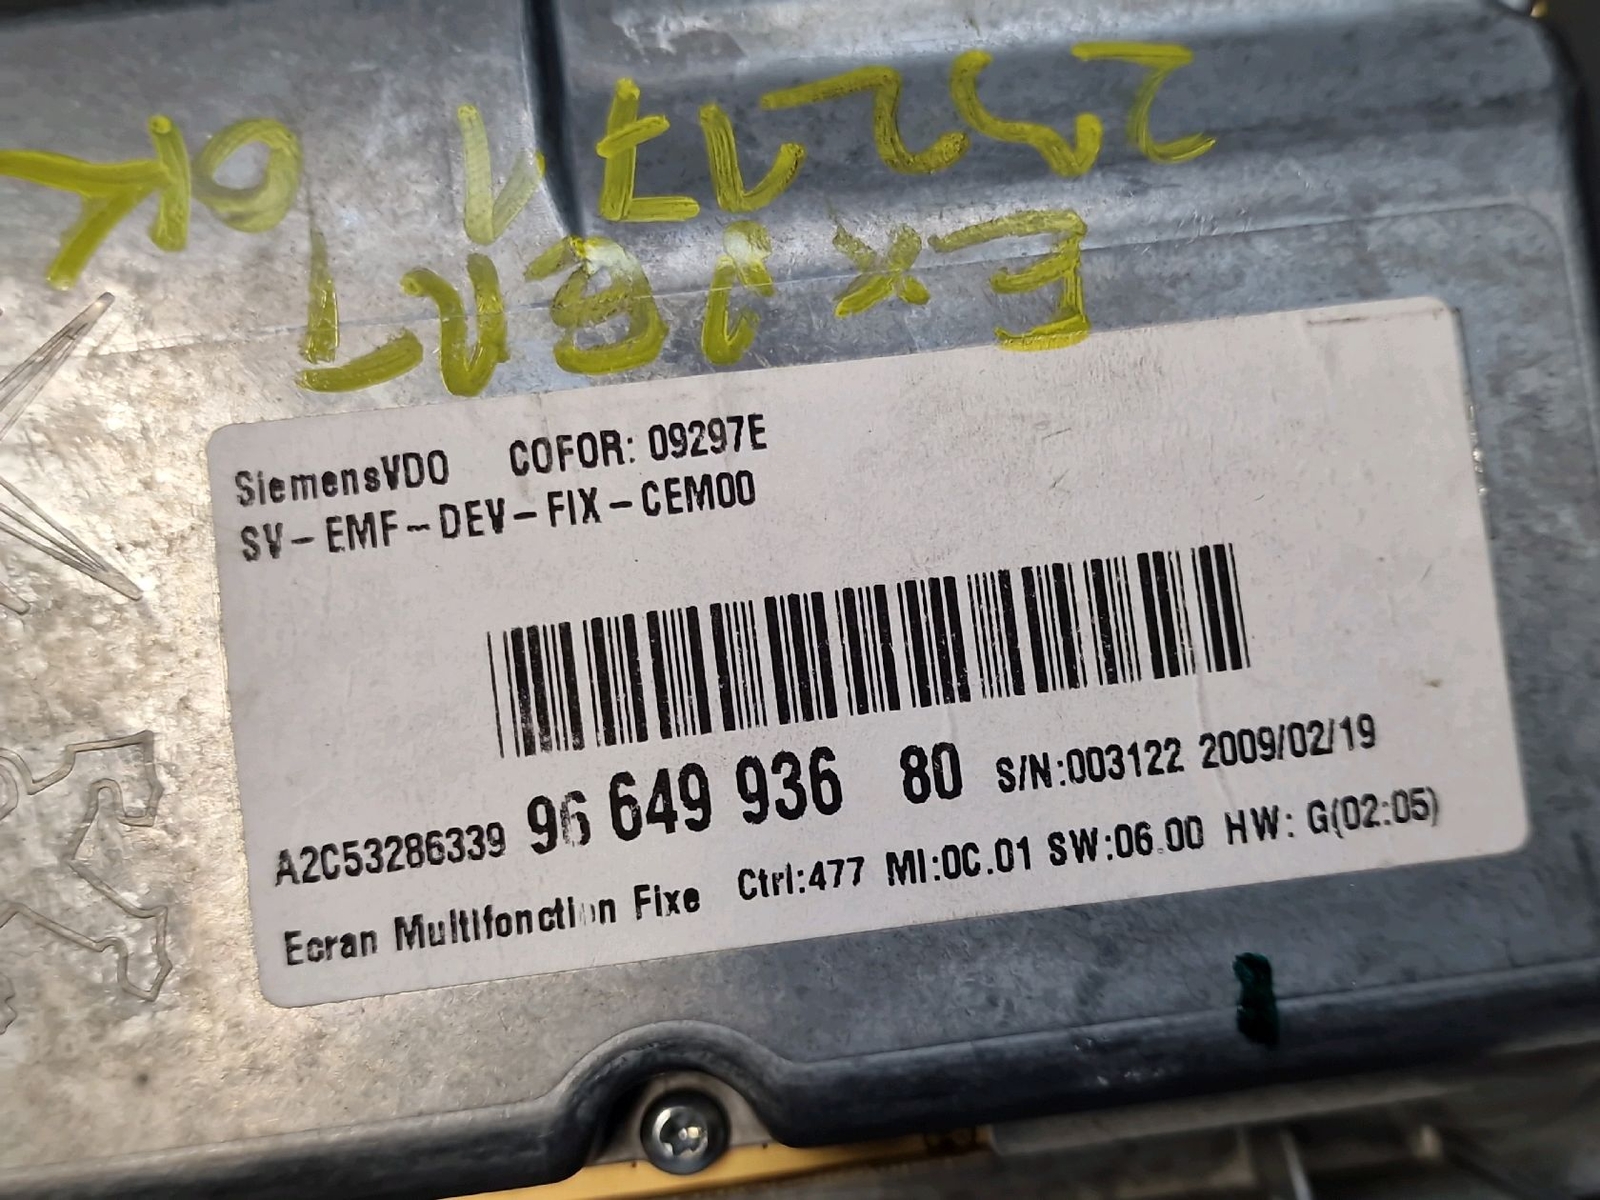 OK
SiemensVDO COFOR: 09297E
SV-EMF-DEV-FIX-CEM00
96 649 936 80 S/N:003122 2009/02/19
A2C53286339
Ecran Multifonction Fixe Ctrl:477 MI:0C.01 SW:06.00 HW: G(02:05)